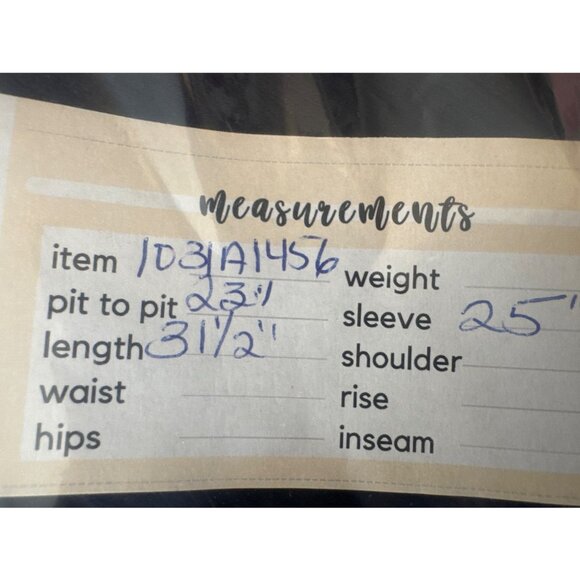 measurements
item 1031A1456
pit to pit 23"
length 31 1/2"
waist
hips
weight
sleeve 25"
shoulder
rise
inseam